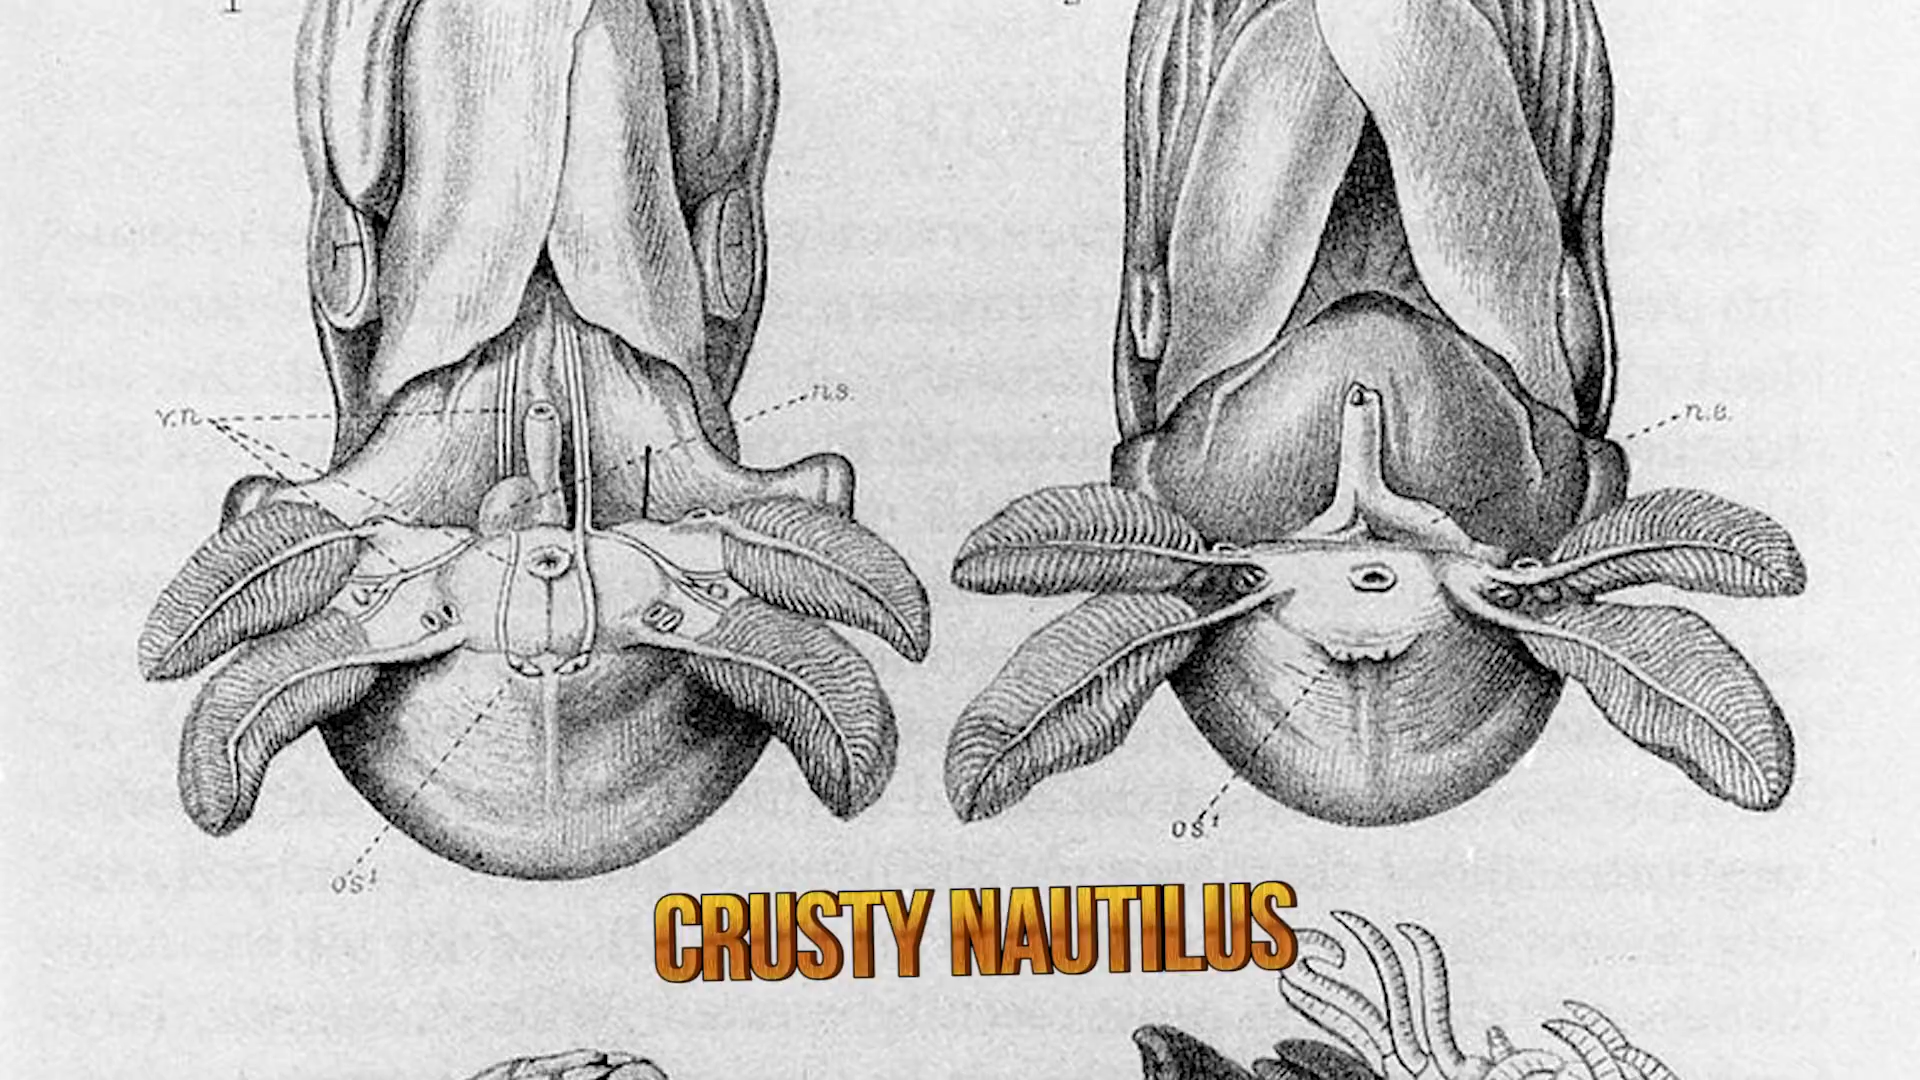 v.n.
n.s.
n.s.
os.¹
os.¹
CRUSTY NAUTILUS